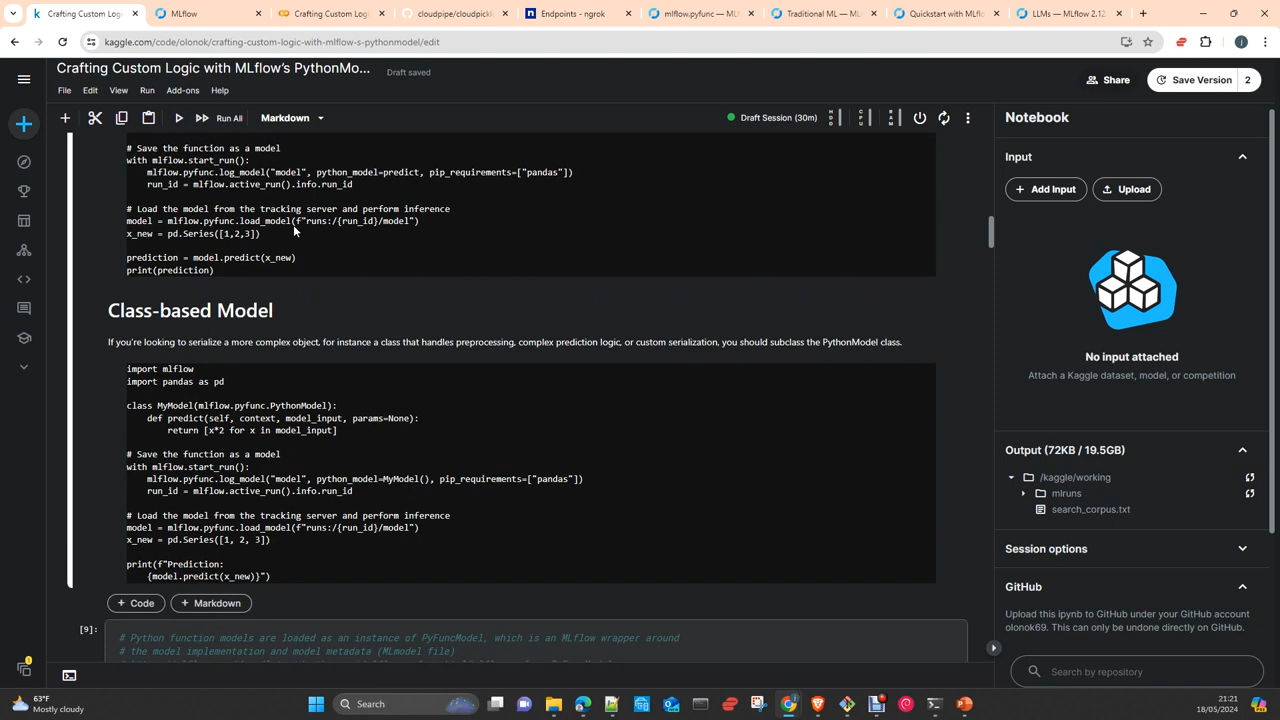 Crafting Custom Logic with ML
MLflow
Crafting Custom Logic
cloudpipe/cloudpickl
Endpoints - ngrok
mlflow.pyfunc — ML
Traditional ML — ML
Quickstart with MLfl
LLMs — MLflow 2.12.
kaggle.com/code/olonok/crafting-custom-logic-with-mlflow-s-pythonmodel/edit
Crafting Custom Logic with MLflow's PythonMo...
Draft saved
Share
Save Version
2
File Edit View Run Add-ons Help
Run All
Markdown
Draft Session (30m)
HDD
CPU
RAM
# Save the function as a model
with mlflow.start_run():
mlflow.pyfunc.log_model("model", python_model=predict, pip_requirements=["pandas"])
run_id = mlflow.active_run().info.run_id
# Load the model from the tracking server and perform inference
model = mlflow.pyfunc.load_model(f"runs:/{run_id}/model")
x_new = pd.Series([1,2,3])
prediction = model.predict(x_new)
print(prediction)
Class-based Model
If you're looking to serialize a more complex object, for instance a class that handles preprocessing, complex prediction logic, or custom serialization, you should subclass the PythonModel class.
import mlflow
import pandas as pd
class MyModel(mlflow.pyfunc.PythonModel):
def predict(self, context, model_input, params=None):
return [x*2 for x in model_input]
# Save the function as a model
with mlflow.start_run():
mlflow.pyfunc.log_model("model", python_model=MyModel(), pip_requirements=["pandas"])
run_id = mlflow.active_run().info.run_id
# Load the model from the tracking server and perform inference
model = mlflow.pyfunc.load_model(f"runs:/{run_id}/model")
x_new = pd.Series([1, 2, 3])
print(f"Prediction:
{model.predict(x_new)}")
+ Code
+ Markdown
[9]:
# Python function models are loaded as an instance of PyFuncModel, which is an MLflow wrapper around
# the model implementation and model metadata (MLmodel file)
Notebook
Input
+ Add Input
Upload
No input attached
Attach a Kaggle dataset, model, or competition
Output (72KB / 19.5GB)
/kaggle/working
mlruns
search_corpus.txt
Session options
GitHub
Upload this ipynb to GitHub under your GitHub account
olonok69. This can only be undone directly on GitHub.
Search by repository
63°F
Mostly cloudy
Search
21:21
18/05/2024